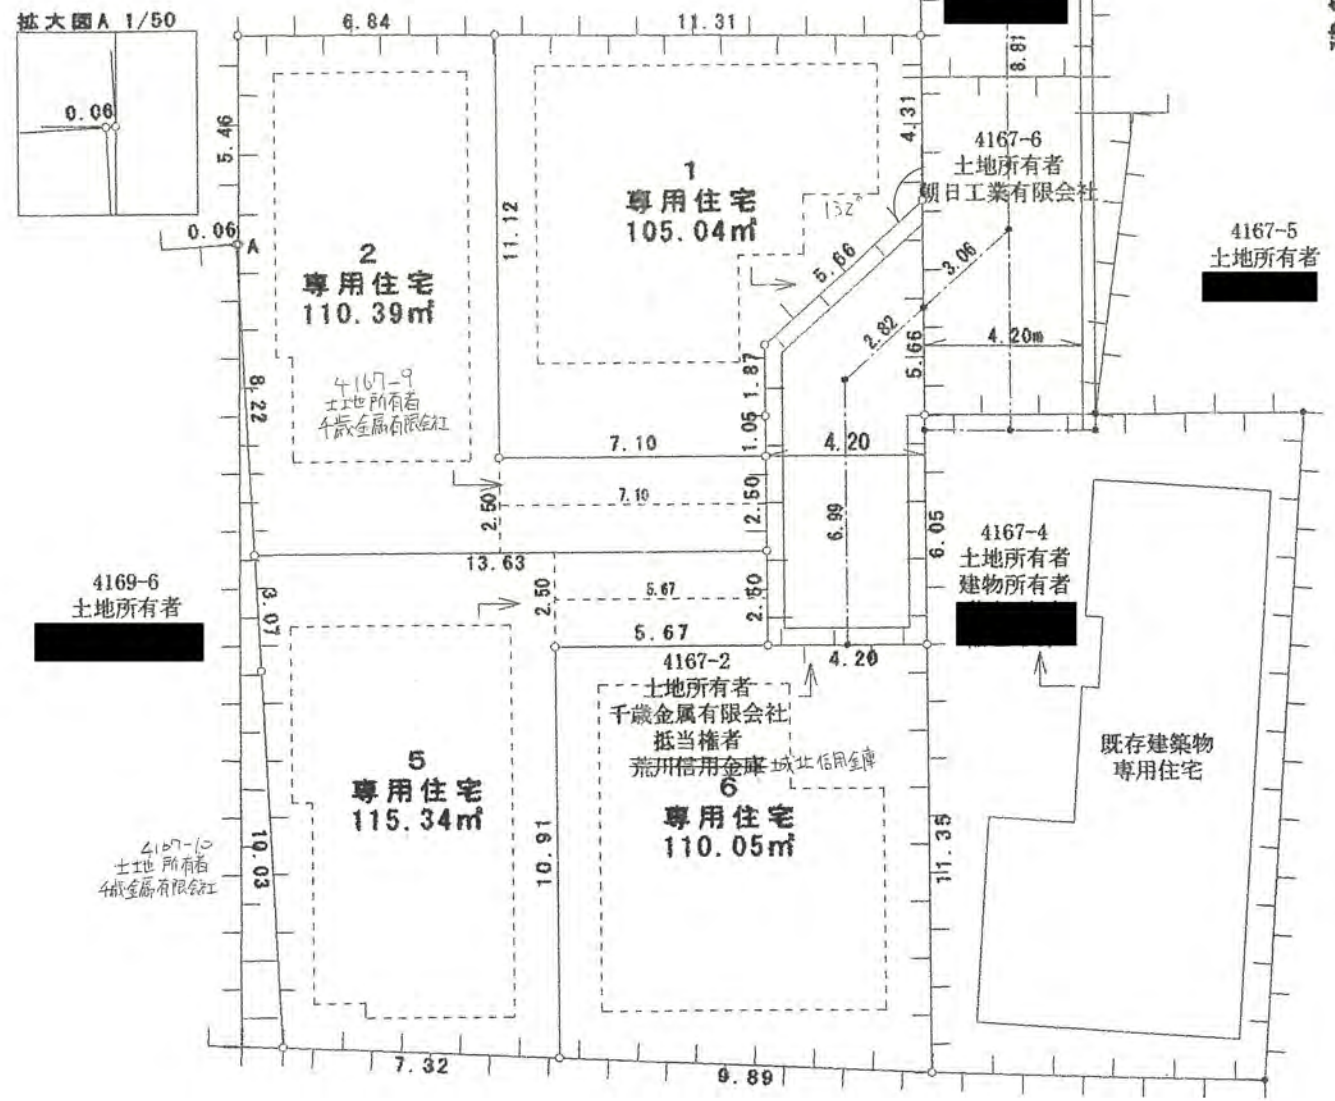 拡大図A 1/50
0.06
6.84
11.31
8.81
5.46
0.06
A
2
専用住宅
110.39㎡
4167-9
土地所有者
千歳金属有限会社
8.22
11.12
1
専用住宅
105.04㎡
132°
4.31
4167-6
土地所有者
朝日工業有限会社
4167-5
土地所有者
5.66
3.06
2.82
5.66
4.20m
1.87
1.05
7.10
4.20
7.10
2.50
2.50
6.99
6.05
13.63
4169-6
土地所有者
3.07
2.50
5.67
2.50
5.67
4.20
4167-4
土地所有者
建物所有者
4167-2
土地所有者
千歳金属有限会社
抵当権者
荒川信用金庫 城北信用金庫
6
専用住宅
110.05㎡
既存建築物
専用住宅
5
専用住宅
115.34㎡
4167-10
土地所有者
千歳金属有限会社
10.03
10.91
11.35
7.32
9.89